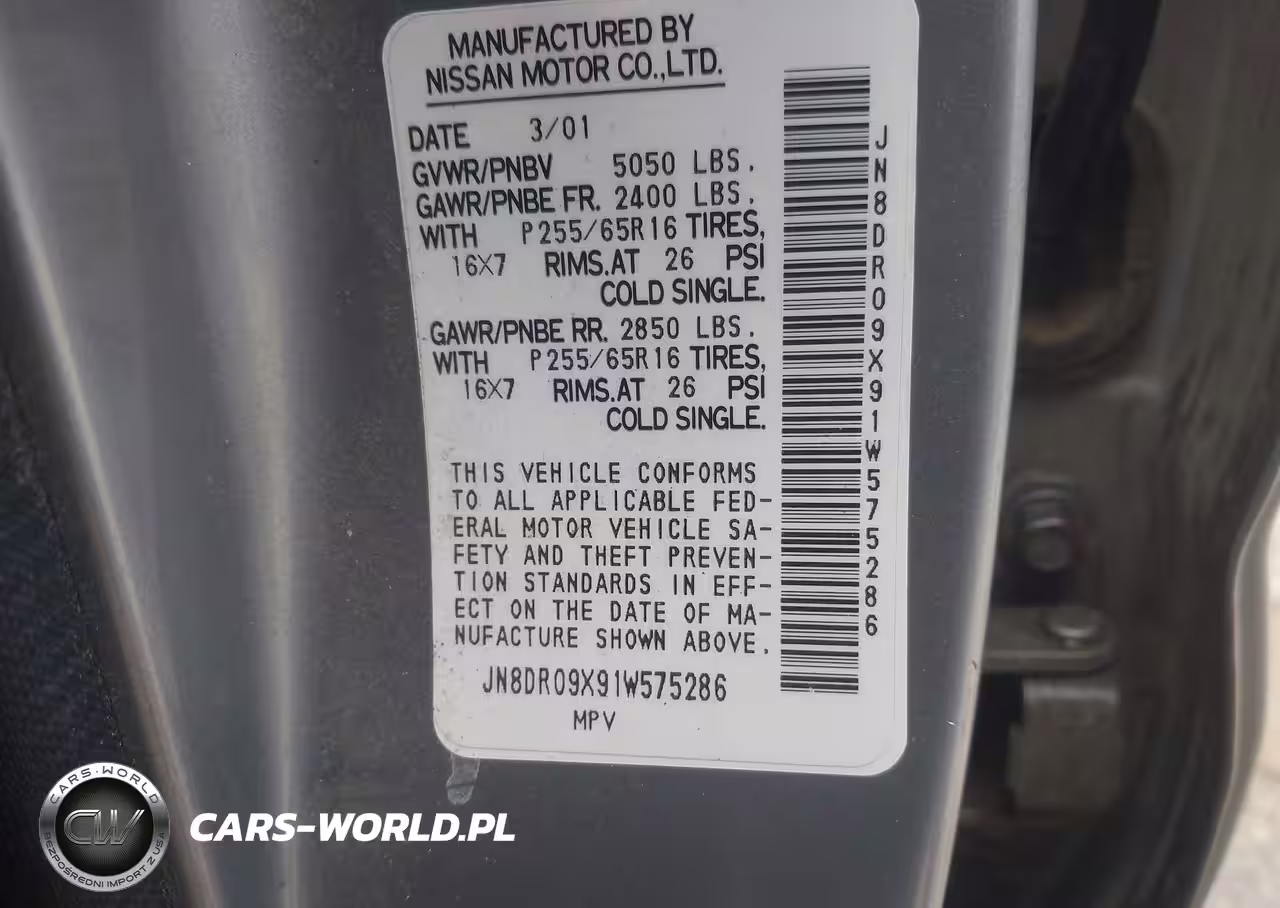 MANUFACTURED BY
NISSAN MOTOR CO.,LTD.
DATE 3/01
GVWR/PNBV 5050 LBS.
GAWR/PNBE FR. 2400 LBS.
WITH P255/65R16 TIRES,
16X7 RIMS.AT 26 PSI
COLD SINGLE.
GAWR/PNBE RR. 2850 LBS.
WITH P255/65R16 TIRES,
16X7 RIMS.AT 26 PSI
COLD SINGLE.
THIS VEHICLE CONFORMS
TO ALL APPLICABLE FED-
ERAL MOTOR VEHICLE SA-
FETY AND THEFT PREVEN-
TION STANDARDS IN EFF-
ECT ON THE DATE OF MA-
NUFACTURE SHOWN ABOVE.
JN8DR09X91W575286
MPV
JN8DR09X91W575286
CARS-WORLD
CW
BEZPOŚREDNI IMPORT Z USA
CARS-WORLD.PL